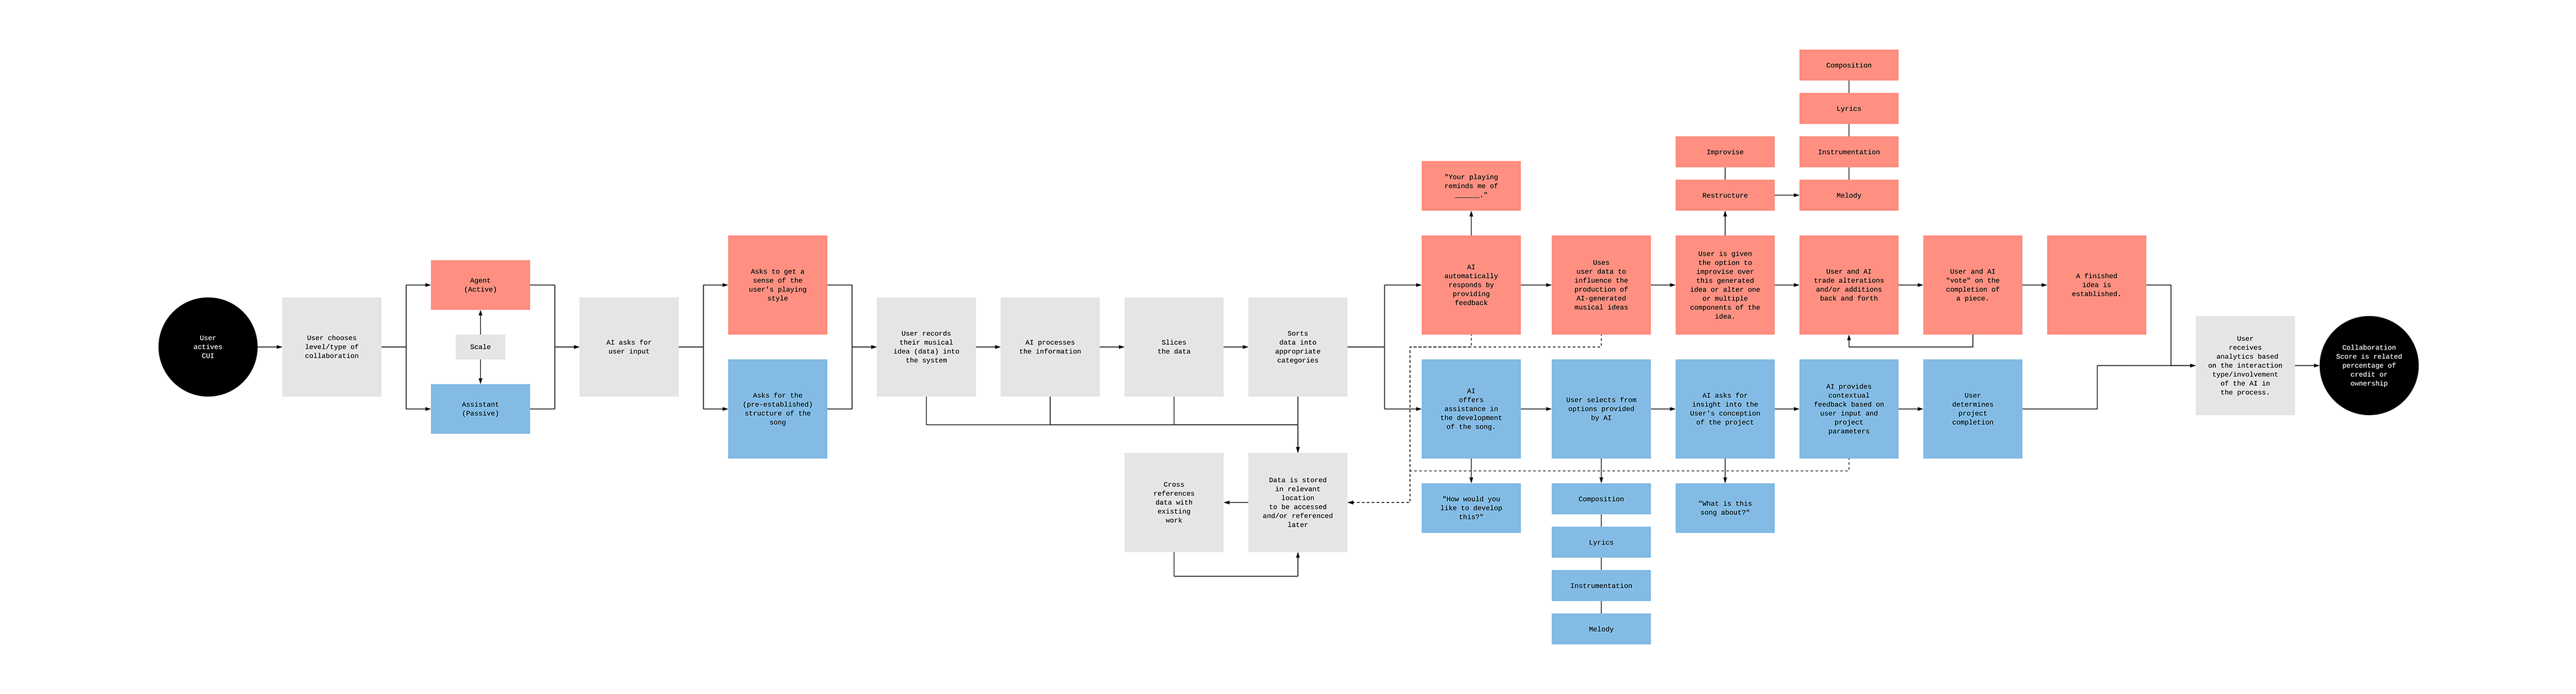 User
actives
CUI
User chooses
level/type of
collaboration
Agent
(Active)
Scale
Assistant
(Passive)
AI asks for
user input
Asks to get a
sense of the
user's playing
style
Asks for the
(pre-established)
structure of the
song
User records
their musical
idea (data) into
the system
AI processes
the information
Slices
the data
Sorts
data into
appropriate
categories
Cross
references
data with
existing
work
Data is stored
in relevant
location
to be accessed
and/or referenced
later
"Your playing
reminds me of
______."
AI
automatically
responds by
providing
feedback
Uses
user data to
influence the
production of
AI-generated
musical ideas
Improvise
Restructure
User is given
the option to
improvise over
this generated
idea or alter one
or multiple
components of the
idea.
Composition
Lyrics
Instrumentation
Melody
User and AI
trade alterations
and/or additions
back and forth
User and AI
"vote" on the
completion of
a piece.
A finished
idea is
established.
AI
offers
assistance in
the development
of the song.
"How would you
like to develop
this?"
User selects from
options provided
by AI
Composition
Lyrics
Instrumentation
Melody
AI asks for
insight into the
User's conception
of the project
"What is this
song about?"
AI provides
contextual
feedback based on
user input and
project
parameters
User
determines
project
completion
User
receives
analytics based
on the interaction
type/involvement
of the AI in
the process.
Collaboration
Score is related
percentage of
credit or
ownership